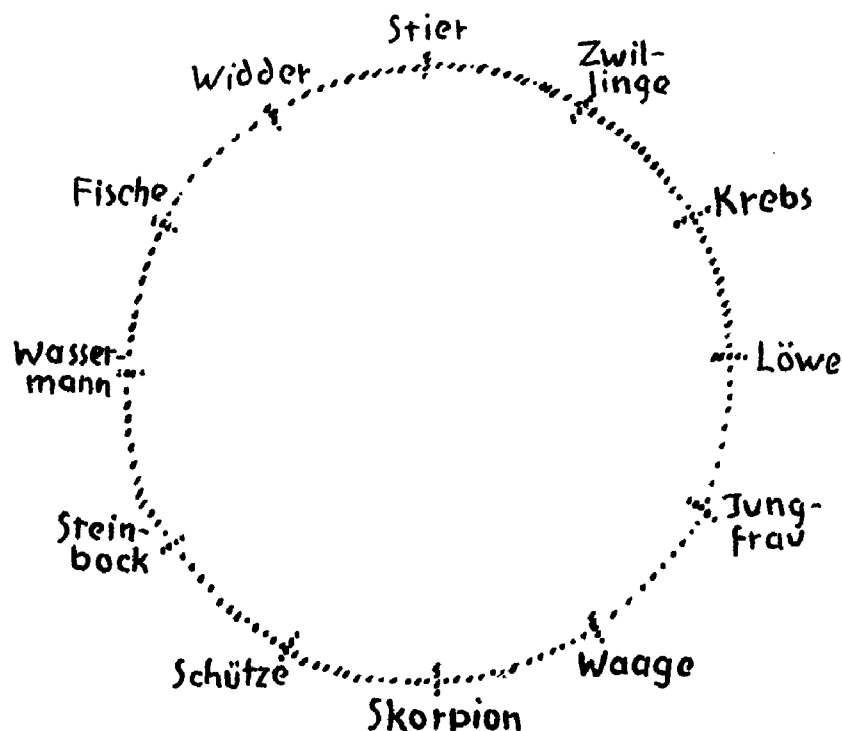 Stier
Zwil-
linge
Krebs
Löwe
Jung-
frau
Waage
Skorpion
Schütze
Stein-
bock
Wasser-
mann
Fische
Widder